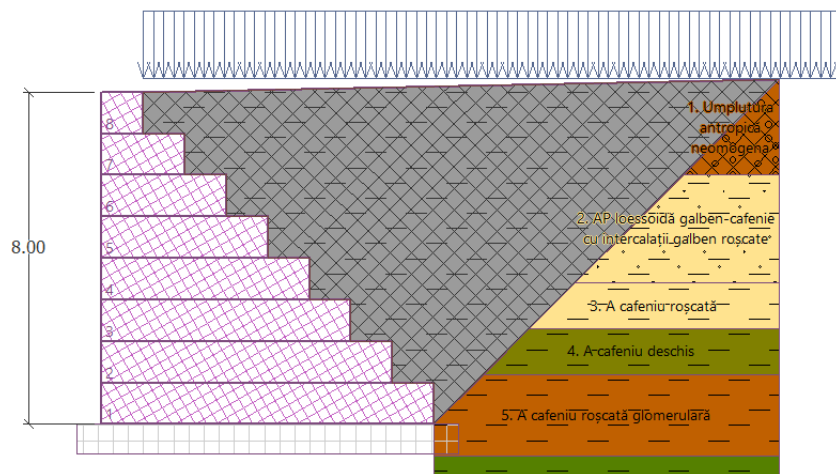 8
7
6
5
4
3
2
1
8.00
1. Umplutură
antropică
neomogena
2. AP loessoidă galben-cafenie
cu intercalații galben roșcate
3. A cafeniu roșcată
4. A cafeniu deschis
5. A cafeniu roșcată glomerulară